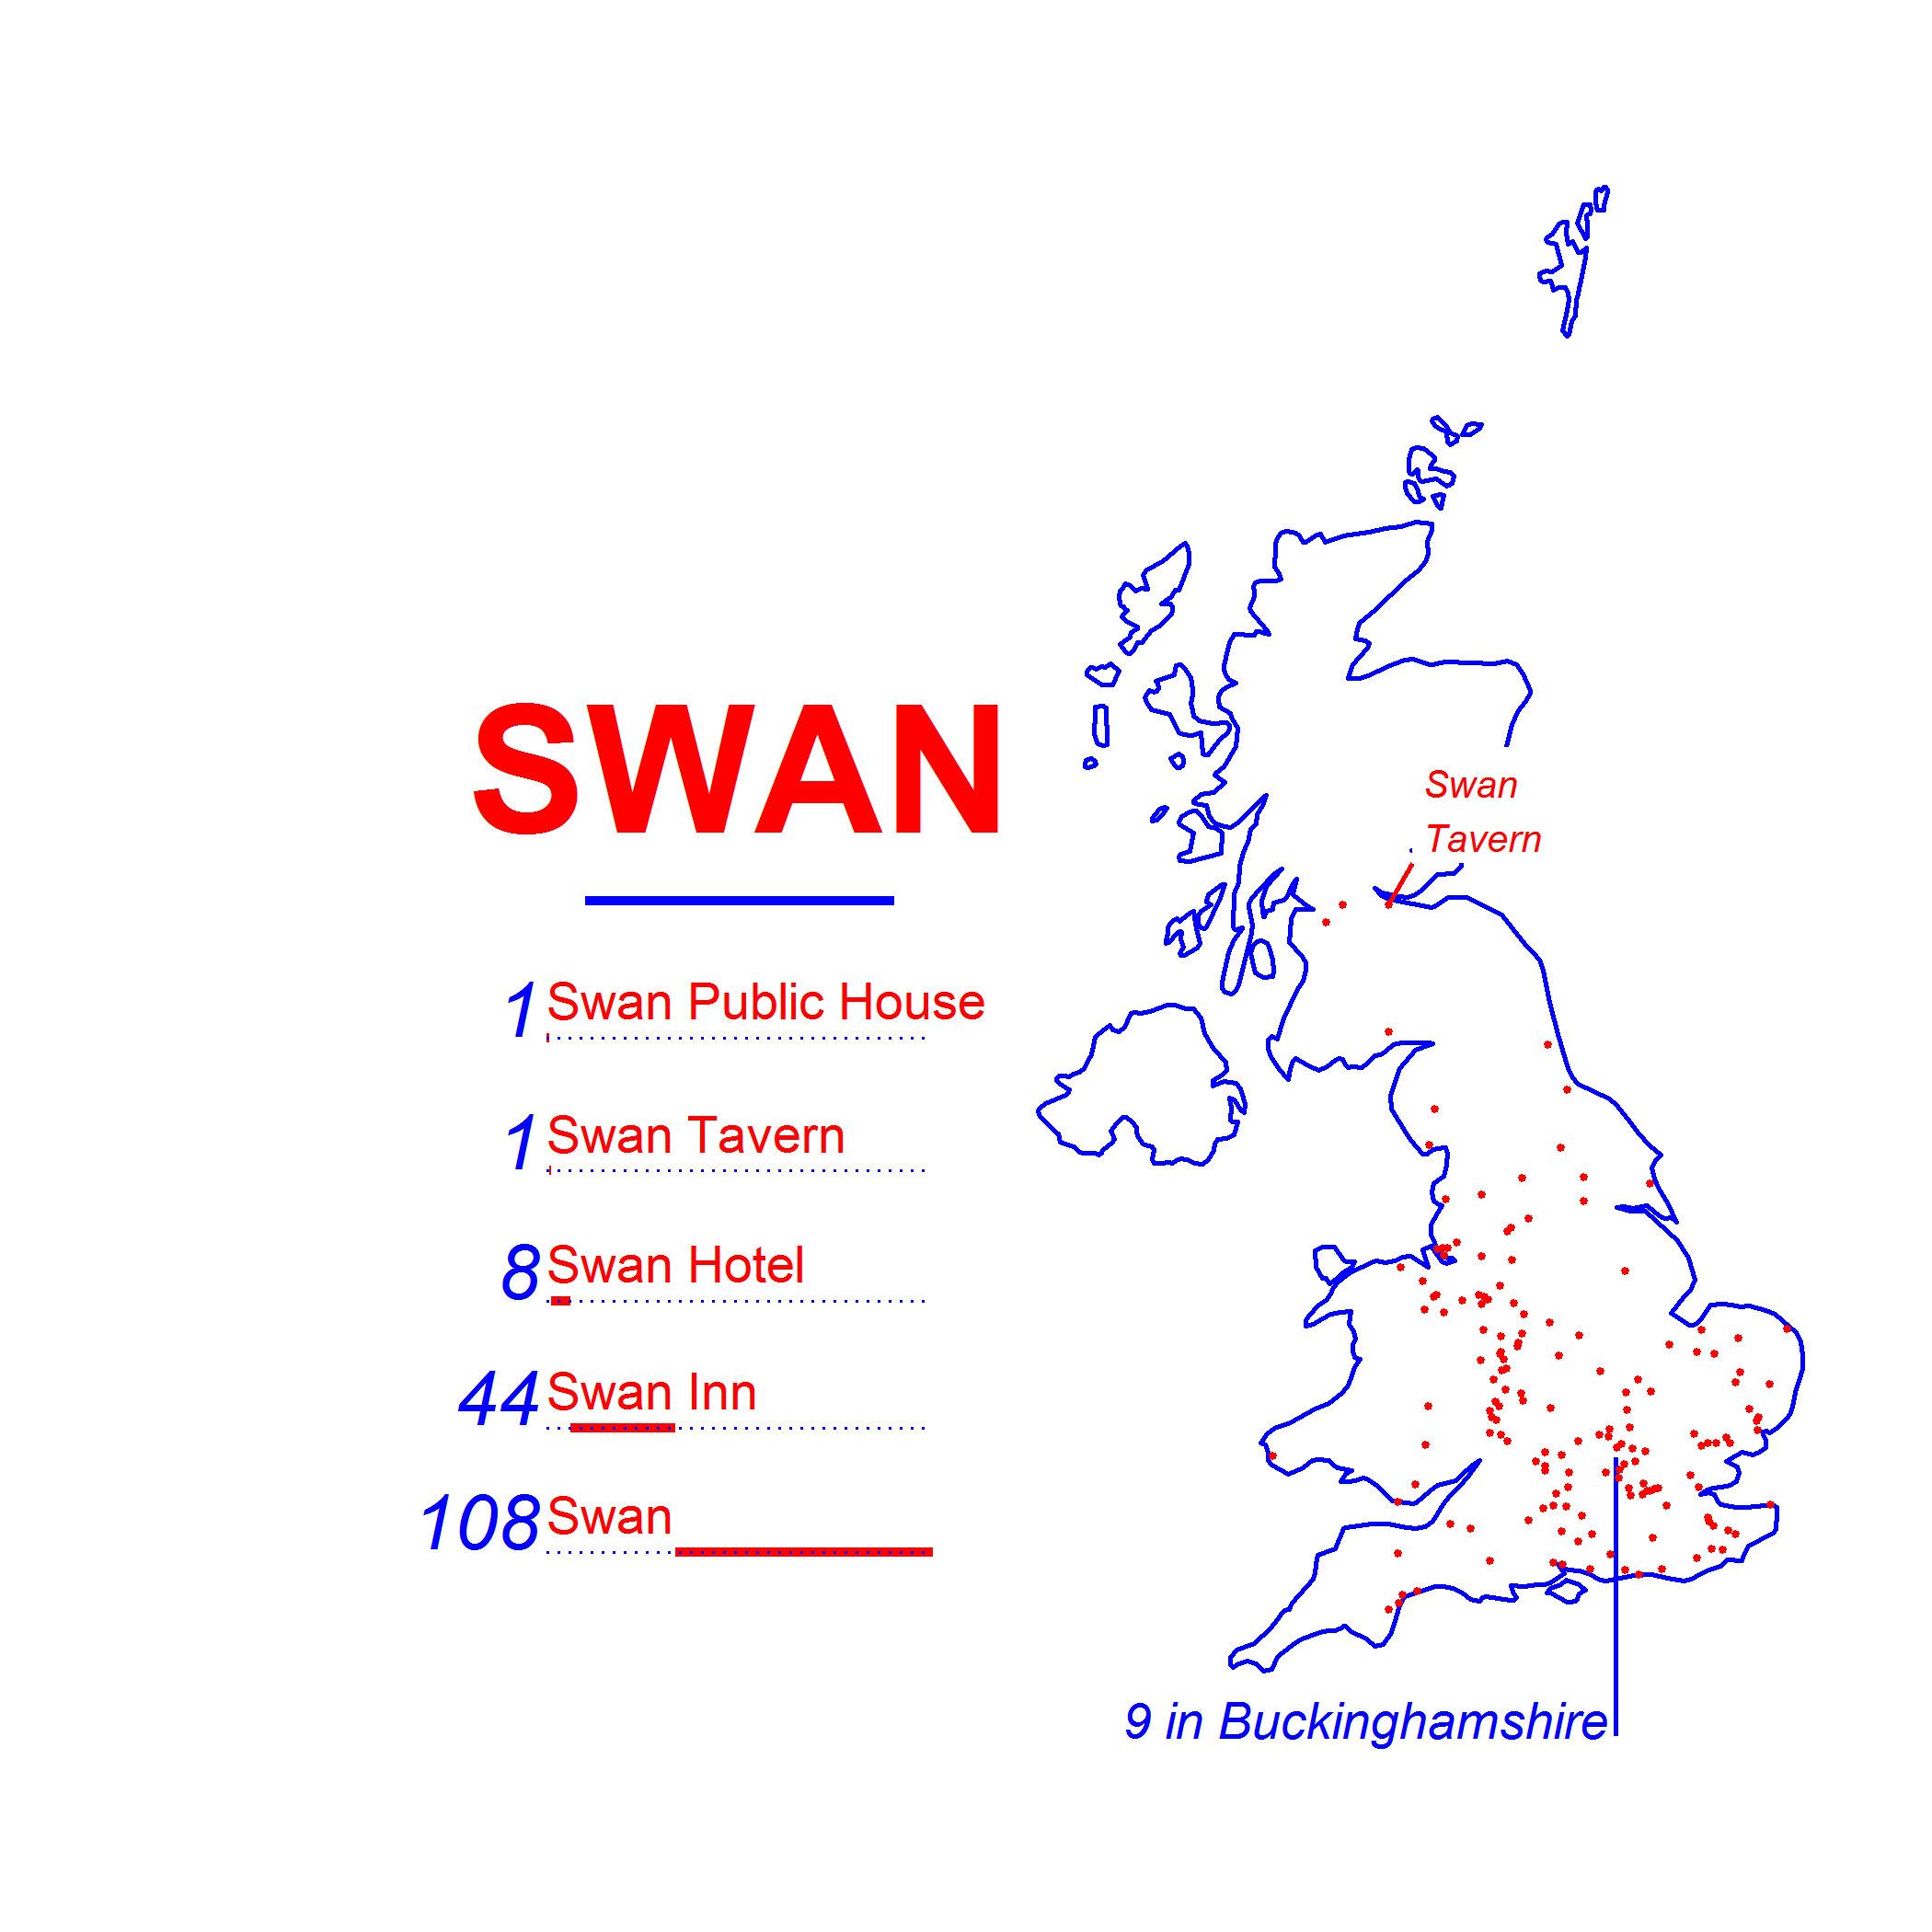 SWAN
1 Swan Public House
1 Swan Tavern
8 Swan Hotel
44 Swan Inn
108 Swan
Swan
Tavern
9 in Buckinghamshire